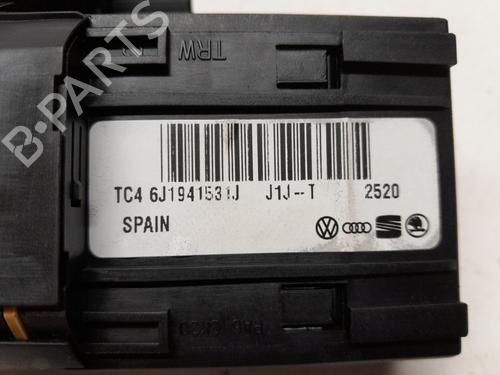 TRW
B-PARTS
TC4 6J1941531J J1J--T 2520
SPAIN